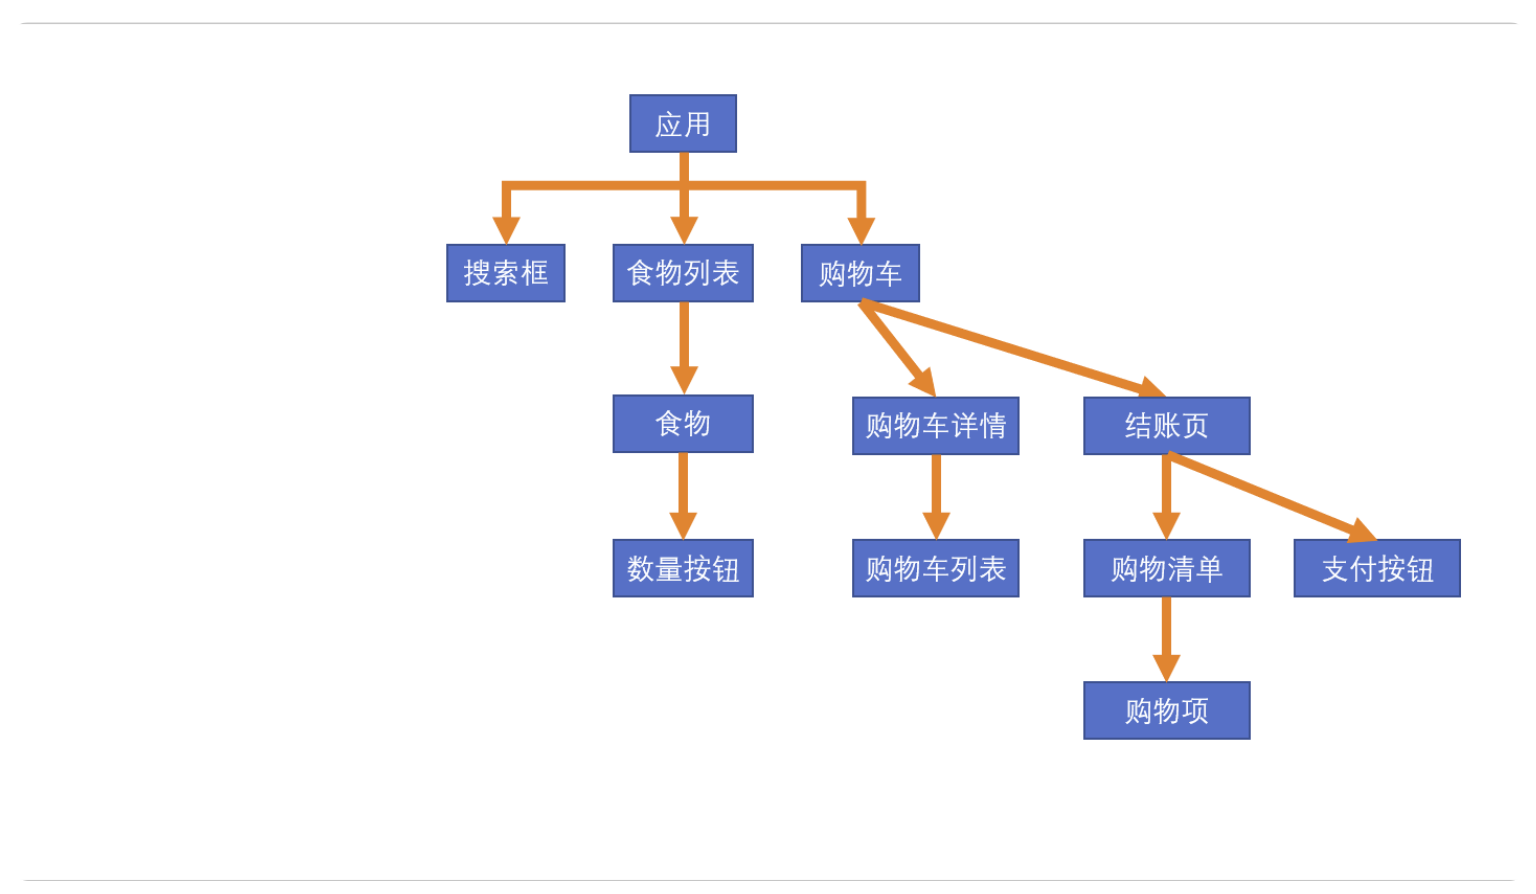 应用
搜索框
食物列表
购物车
食物
购物车详情
结账页
数量按钮
购物车列表
购物清单
支付按钮
购物项